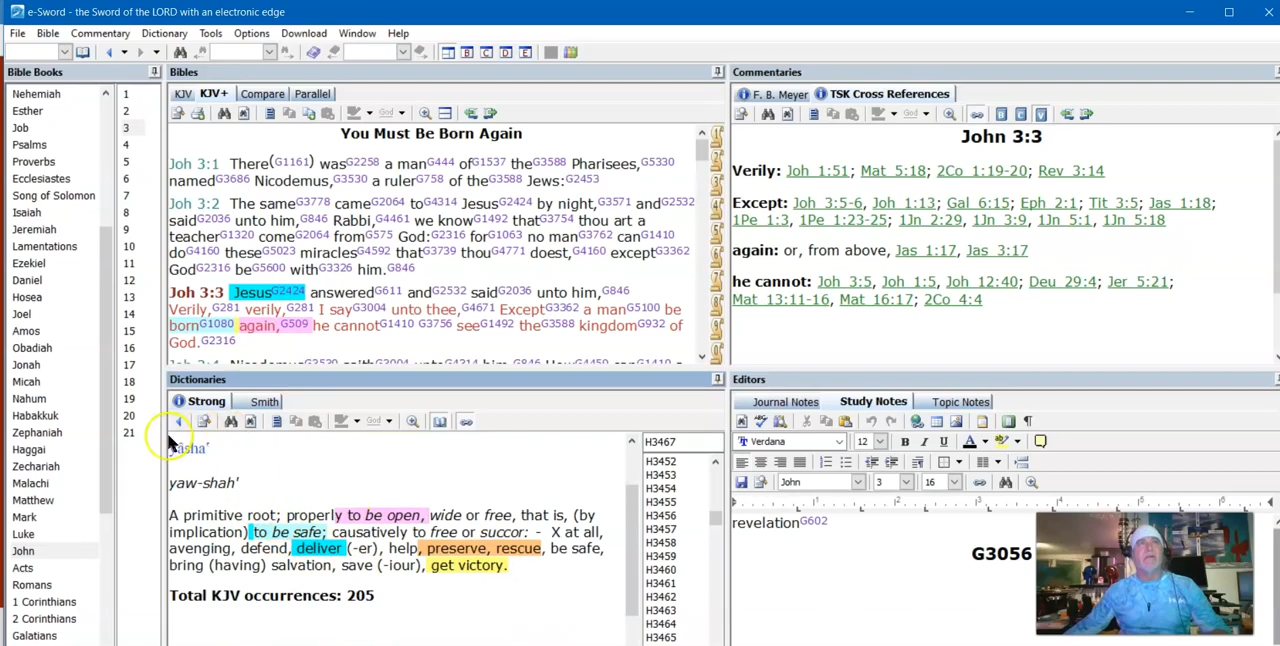 e-Sword - the Sword of the LORD with an electronic edge
File Bible Commentary Dictionary Tools Options Download Window Help
B C D E
Bible Books
Nehemiah
Esther
Job
Psalms
Proverbs
Ecclesiastes
Song of Solomon
Isaiah
Jeremiah
Lamentations
Ezekiel
Daniel
Hosea
Joel
Amos
Obadiah
Jonah
Micah
Nahum
Habakkuk
Zephaniah
Haggai
Zechariah
Malachi
Matthew
Mark
Luke
John
Acts
Romans
1 Corinthians
2 Corinthians
Galatians
1
2
3
4
5
6
7
8
9
10
11
12
13
14
15
16
17
18
19
20
21
Bibles
KJV KJV+ Compare Parallel
God
You Must Be Born Again
Joh 3:1 There(G1161) wasG2258 a manG444 ofG1537 theG3588 Pharisees,G5330
namedG3686 Nicodemus,G3530 a rulerG758 of theG3588 Jews:G2453
Joh 3:2 The sameG3778 cameG2064 toG4314 JesusG2424 by night,G3571 andG2532
saidG2036 unto him,G846 Rabbi,G4461 we knowG1492 thatG3754 thou art a
teacherG1320 comeG2064 fromG575 God:G2316 forG1063 no manG3762 canG1410
doG4160 theseG5023 miraclesG4592 thatG3739 thouG4771 doest,G4160 exceptG3362
GodG2316 beG5600 withG3326 him.G846
Joh 3:3 JesusG2424 answeredG611 andG2532 saidG2036 unto him,G846
Verily,G281 verily,G281 I sayG3004 unto thee,G4671 ExceptG3362 a manG5100 be
bornG1080 again,G509 he cannotG1410 G3756 seeG1492 theG3588 kingdomG932 of
God.G2316
Commentaries
F. B. Meyer TSK Cross References
God B C V
John 3:3
Verily: Joh 1:51; Mat 5:18; 2Co 1:19-20; Rev 3:14
Except: Joh 3:5-6, Joh 1:13; Gal 6:15; Eph 2:1; Tit 3:5; Jas 1:18;
1Pe 1:3, 1Pe 1:23-25; 1Jn 2:29, 1Jn 3:9, 1Jn 5:1, 1Jn 5:18
again: or, from above, Jas 1:17, Jas 3:17
he cannot: Joh 3:5, Joh 1:5, Joh 12:40; Deu 29:4; Jer 5:21;
Mat 13:11-16, Mat 16:17; 2Co 4:4
Dictionaries
Strong Smith
God
yaw-shah'
A primitive root; properly to be open, wide or free, that is, (by
implication) to be safe; causatively to free or succor: - X at all,
avenging, defend, deliver (-er), help, preserve, rescue, be safe,
bring (having) salvation, save (-iour), get victory.
Total KJV occurrences: 205
H3467
H3452
H3453
H3454
H3455
H3456
H3457
H3458
H3459
H3460
H3461
H3462
H3463
H3464
H3465
Editors
Journal Notes Study Notes Topic Notes
Verdana 12 B I U A
John 3 16
1 2 3 4 5 6
revelationG602
G3056